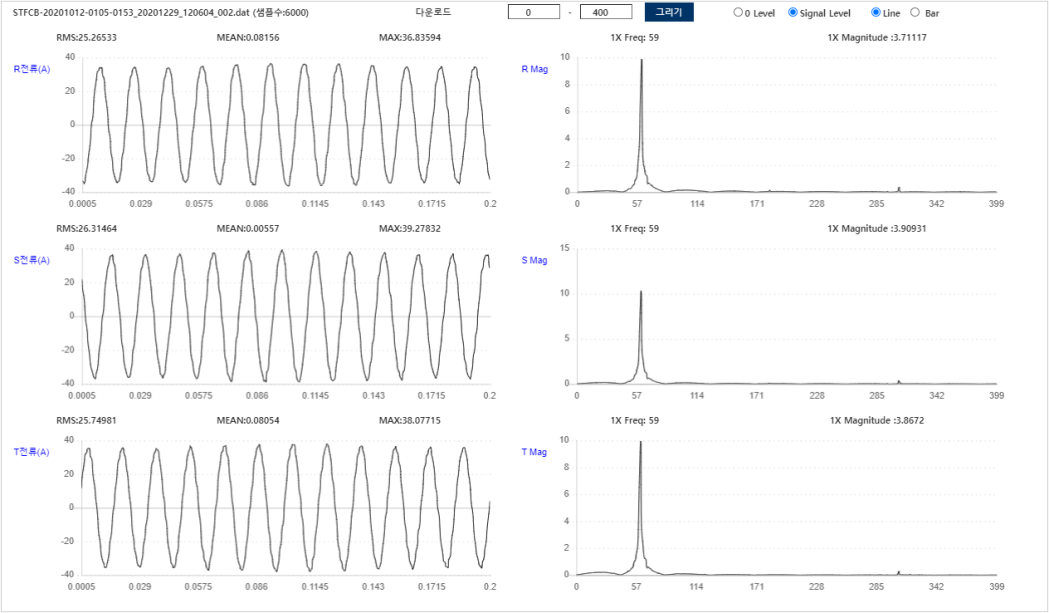 STFCB-20201012-0105-0153_20201229_120604_002.dat (샘플수:6000) 다운로드 0 - 400 그리기 0 Level Signal Level Line Bar
RMS:25.26533 MEAN:0.08156 MAX:36.83594 1X Freq: 59 1X Magnitude :3.71117
R전류(A)
40
20
0
-20
-40
0.0005 0.029 0.0575 0.086 0.1145 0.143 0.1715 0.2
R Mag
10
8
6
4
2
0
0 57 114 171 228 285 342 399
RMS:26.31464 MEAN:0.00557 MAX:39.27832 1X Freq: 59 1X Magnitude :3.90931
S전류(A)
40
20
0
-20
-40
0.0005 0.029 0.0575 0.086 0.1145 0.143 0.1715 0.2
S Mag
15
10
5
0
0 57 114 171 228 285 342 399
RMS:25.74981 MEAN:0.08054 MAX:38.07715 1X Freq: 59 1X Magnitude :3.8672
T전류(A)
40
20
0
-20
-40
0.0005 0.029 0.0575 0.086 0.1145 0.143 0.1715 0.2
T Mag
10
8
6
4
2
0
0 57 114 171 228 285 342 399